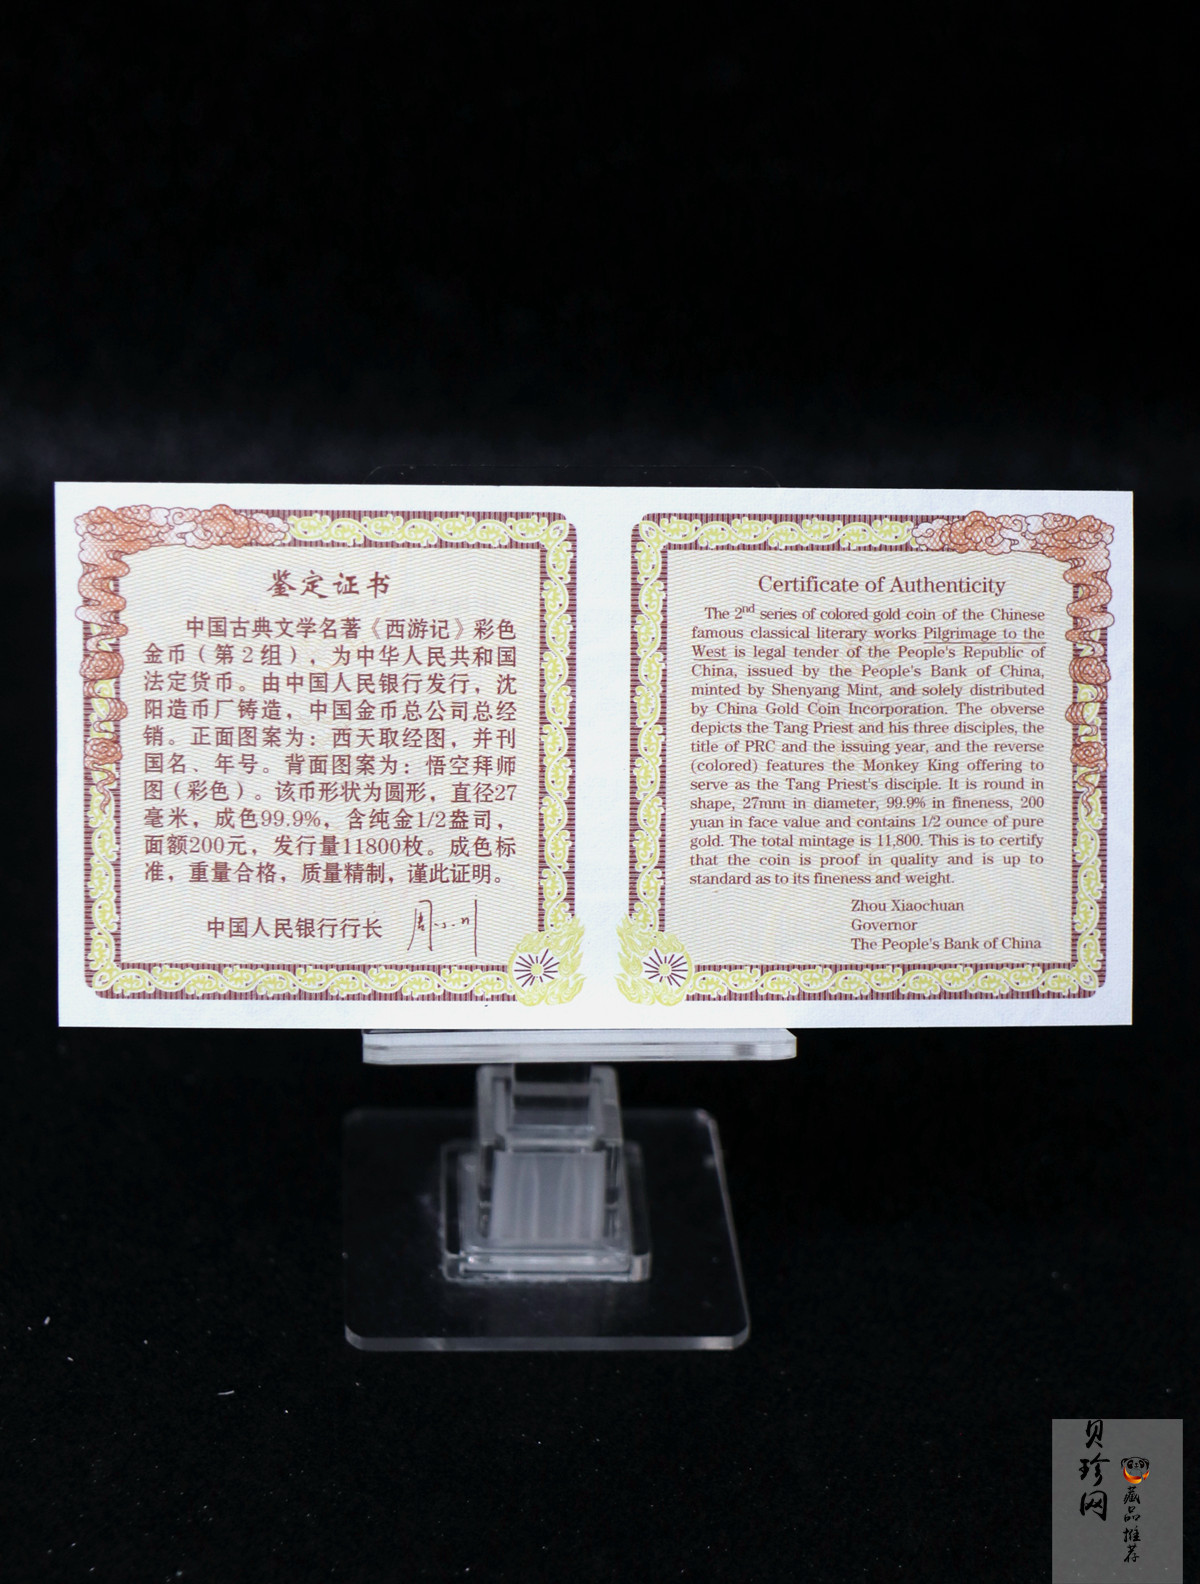 鉴定证书
中国古典文学名著《西游记》彩色
金币（第2组），为中华人民共和国
法定货币。由中国人民银行发行，沈
阳造币厂铸造，中国金币总公司总经
销。正面图案为：西天取经图，并刊
国名、年号。背面图案为：悟空拜师
图（彩色）。该币形状为圆形，直径27
毫米，成色99.9%，含纯金1/2盎司，
面额200元，发行量11800枚。成色标
准，重量合格，质量精制，谨此证明。
中国人民银行行长 周小川
Certificate of Authenticity
The 2nd series of colored gold coin of the Chinese
famous classical literary works Pilgrimage to the
West is legal tender of the People's Republic of
China, issued by the People's Bank of China,
minted by Shenyang Mint, and solely distributed
by China Gold Coin Incorporation. The obverse
depicts the Tang Priest and his three disciples, the
title of PRC and the issuing year, and the reverse
(colored) features the Monkey King offering to
serve as the Tang Priest's disciple. It is round in
shape, 27mm in diameter, 99.9% in fineness, 200
yuan in face value and contains 1/2 ounce of pure
gold. The total mintage is 11,800. This is to certify
that the coin is proof in quality and is up to
standard as to its fineness and weight.
Zhou Xiaochuan
Governor
The People's Bank of China
贝珍网
藏品推荐